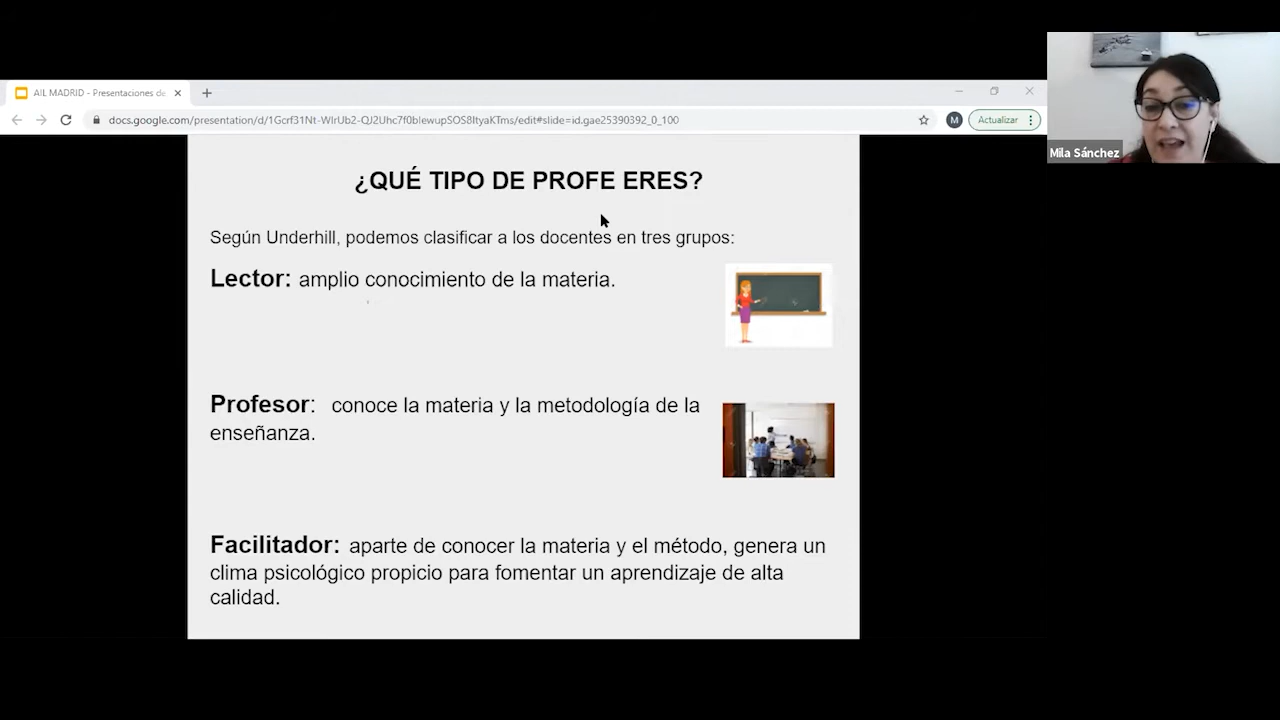 AIL MADRID - Presentaciones de
docs.google.com/presentation/d/1Gcrf31Nt-WlrUb2-QJ2Uhc7f0blewupSOS8ltyaKTms/edit#slide=id.gae25390392_0_100
M
Actualizar
Mila Sánchez
¿QUÉ TIPO DE PROFE ERES?
Según Underhill, podemos clasificar a los docentes en tres grupos:
Lector: amplio conocimiento de la materia.
Profesor: conoce la materia y la metodología de la
enseñanza.
Facilitador: aparte de conocer la materia y el método, genera un
clima psicológico propicio para fomentar un aprendizaje de alta
calidad.